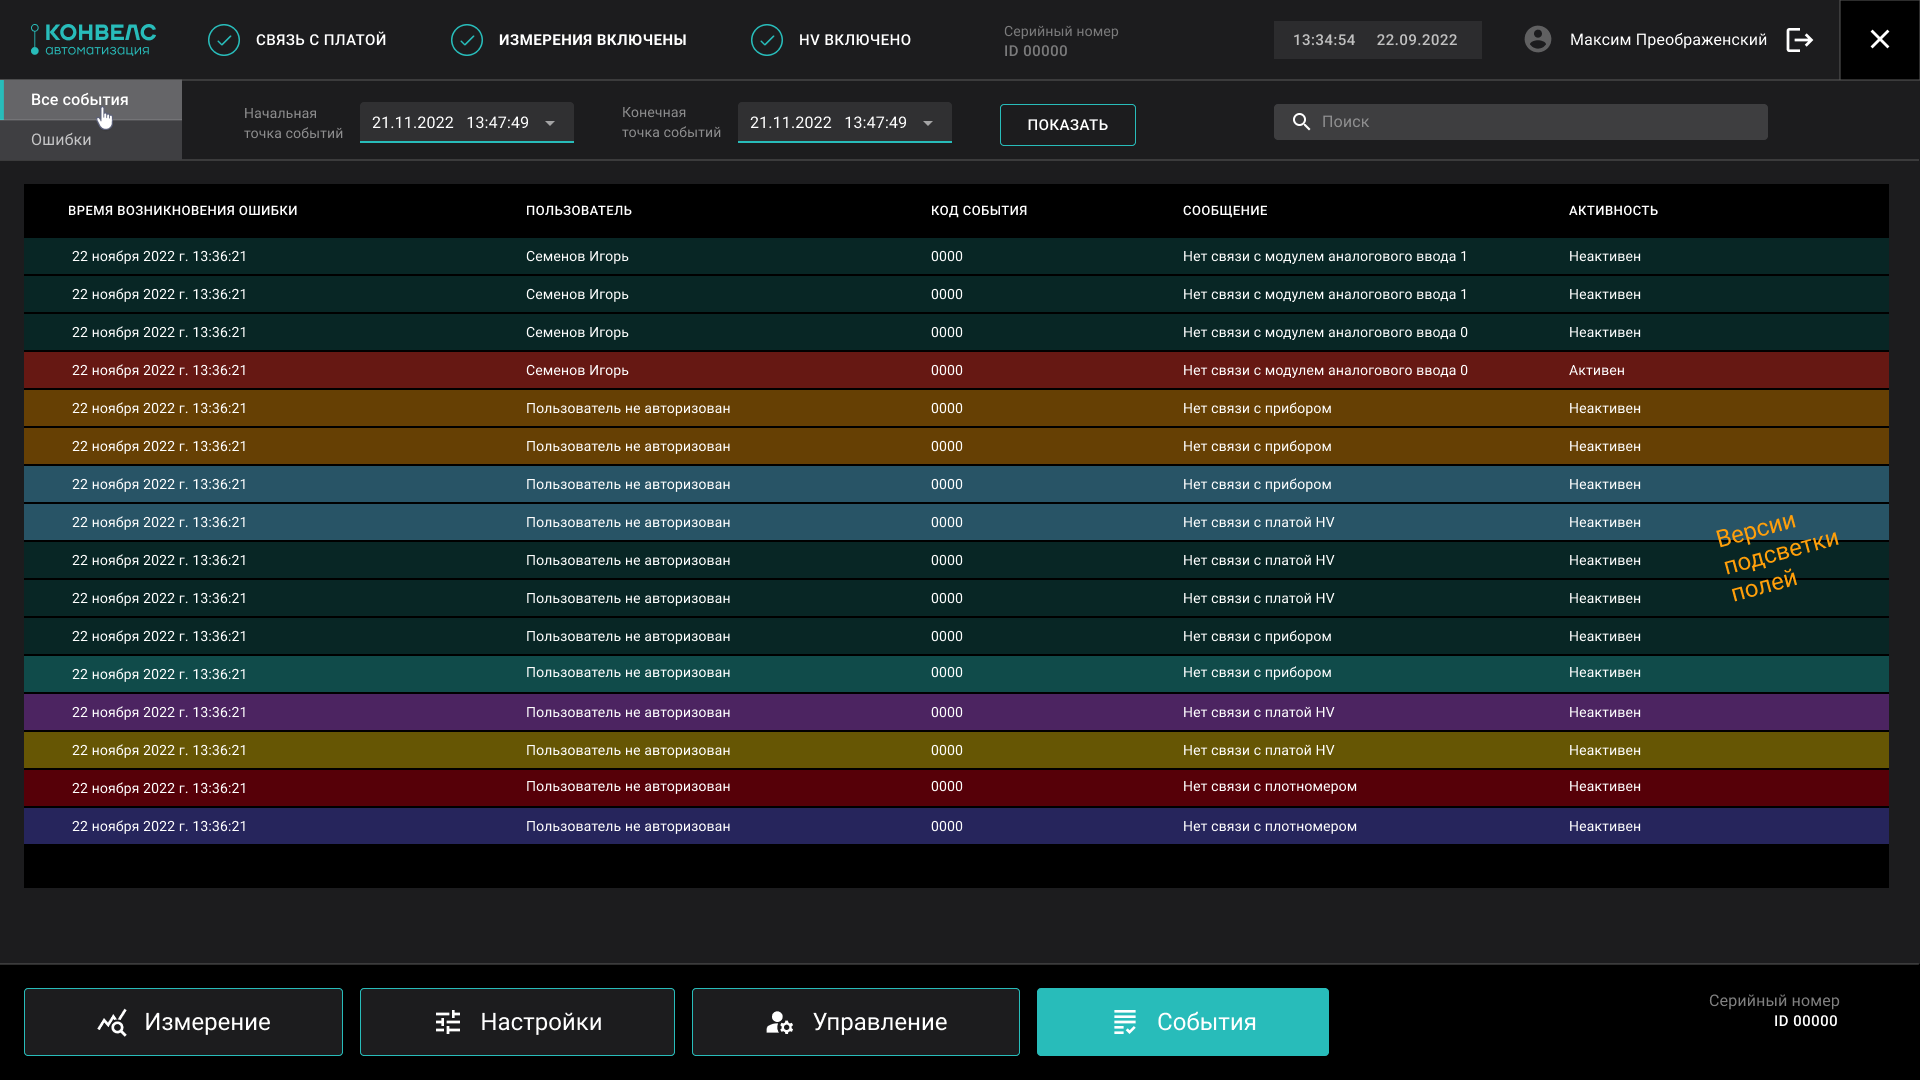 КОНВЕЛС
автоматизация
СВЯЗЬ С ПЛАТОЙ
ИЗМЕРЕНИЯ ВКЛЮЧЕНЫ
HV ВКЛЮЧЕНО
Серийный номер
ID 00000
13:34:54 22.09.2022
Максим Преображенский
Все события
Ошибки
Начальная
точка событий
21.11.2022 13:47:49
Конечная
точка событий
21.11.2022 13:47:49
ПОКАЗАТЬ
Поиск
ВРЕМЯ ВОЗНИКНОВЕНИЯ ОШИБКИ ПОЛЬЗОВАТЕЛЬ КОД СОБЫТИЯ СООБЩЕНИЕ АКТИВНОСТЬ
22 ноября 2022 г. 13:36:21 Семенов Игорь 0000 Нет связи с модулем аналогового ввода 1 Неактивен
22 ноября 2022 г. 13:36:21 Семенов Игорь 0000 Нет связи с модулем аналогового ввода 1 Неактивен
22 ноября 2022 г. 13:36:21 Семенов Игорь 0000 Нет связи с модулем аналогового ввода 0 Неактивен
22 ноября 2022 г. 13:36:21 Семенов Игорь 0000 Нет связи с модулем аналогового ввода 0 Активен
22 ноября 2022 г. 13:36:21 Пользователь не авторизован 0000 Нет связи с прибором Неактивен
22 ноября 2022 г. 13:36:21 Пользователь не авторизован 0000 Нет связи с прибором Неактивен
22 ноября 2022 г. 13:36:21 Пользователь не авторизован 0000 Нет связи с прибором Неактивен
22 ноября 2022 г. 13:36:21 Пользователь не авторизован 0000 Нет связи с платой HV Неактивен
22 ноября 2022 г. 13:36:21 Пользователь не авторизован 0000 Нет связи с платой HV Неактивен
22 ноября 2022 г. 13:36:21 Пользователь не авторизован 0000 Нет связи с платой HV Неактивен
22 ноября 2022 г. 13:36:21 Пользователь не авторизован 0000 Нет связи с прибором Неактивен
22 ноября 2022 г. 13:36:21 Пользователь не авторизован 0000 Нет связи с прибором Неактивен
22 ноября 2022 г. 13:36:21 Пользователь не авторизован 0000 Нет связи с платой HV Неактивен
22 ноября 2022 г. 13:36:21 Пользователь не авторизован 0000 Нет связи с платой HV Неактивен
22 ноября 2022 г. 13:36:21 Пользователь не авторизован 0000 Нет связи с плотномером Неактивен
22 ноября 2022 г. 13:36:21 Пользователь не авторизован 0000 Нет связи с плотномером Неактивен
Версии
подсветки
полей
Измерение
Настройки
Управление
События
Серийный номер
ID 00000